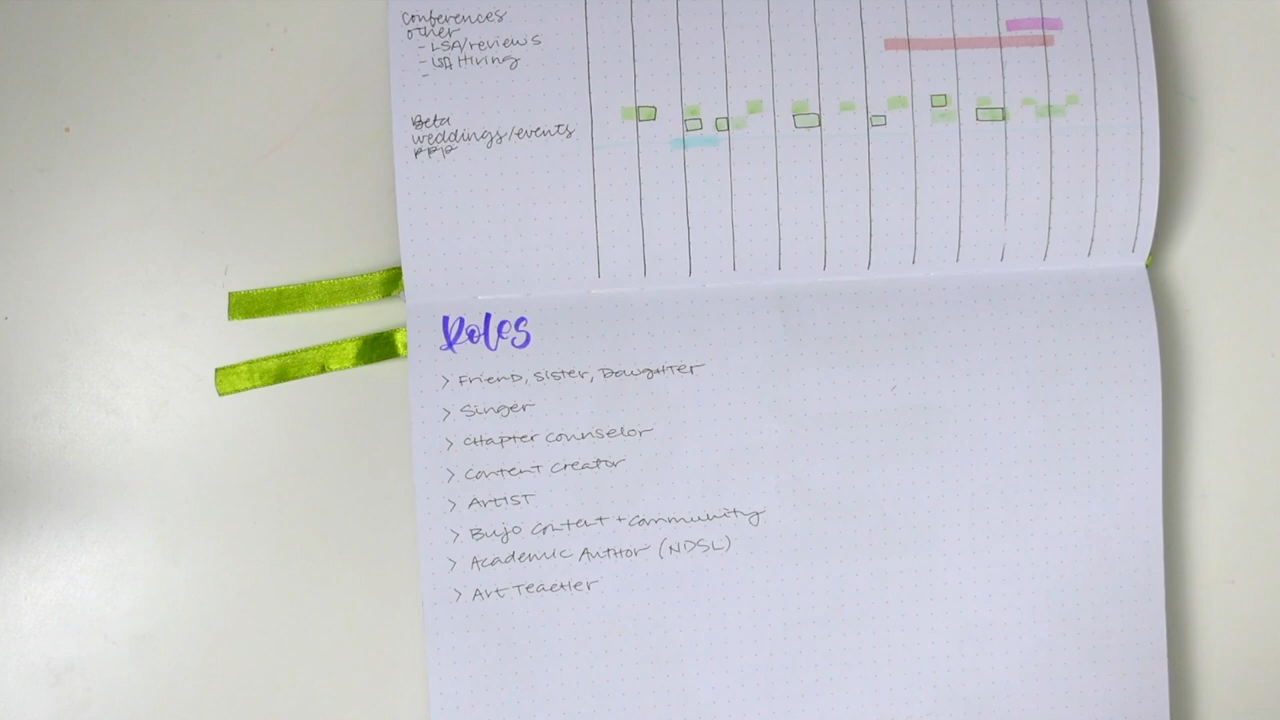 Conferences
other
- LSA/reviews
- LSA Hiring
-
Beta
weddings/events
Roles
> Friend, Sister, Daughter
> Singer
> Chapter counselor
> Content creator
> Artist
> Bujo content + community
> Academic Author (NDSL)
> Art Teacher